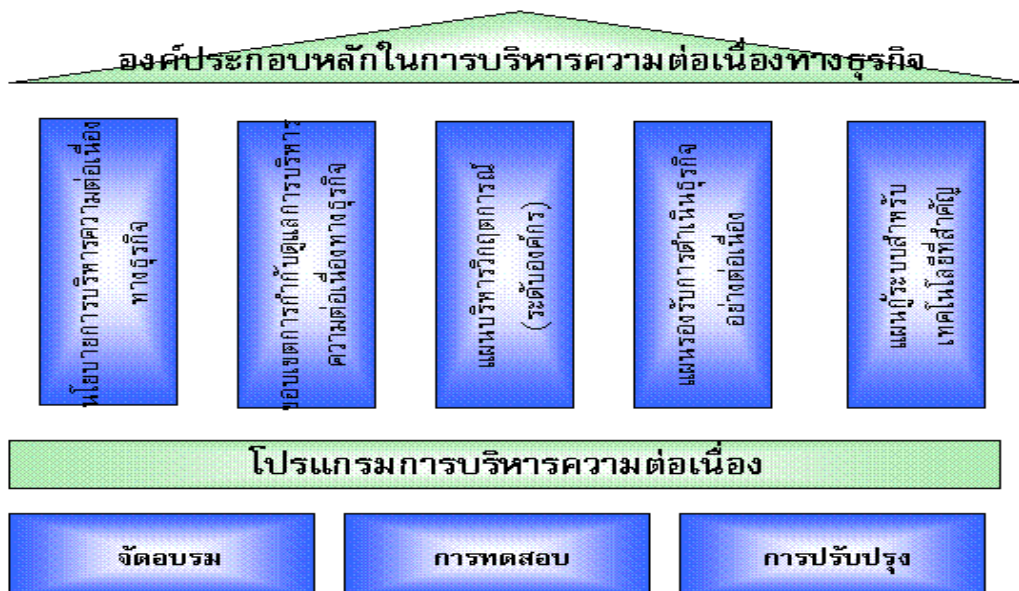 องค์ประกอบหลักในการบริหารความต่อเนื่องทางธุรกิจ
นโยบายการบริหารความต่อเนื่อง
ทางธุรกิจ
ขอบเขตการกำกับดูแลการบริหาร
ความต่อเนื่องทางธุรกิจ
แผนบริหารวิกฤตการณ์
(ระดับองค์กร)
แผนรองรับการดำเนินธุรกิจ
อย่างต่อเนื่อง
แผนกู้ระบบสำหรับ
เทคโนโลยีที่สำคัญ
โปรแกรมการบริหารความต่อเนื่อง
จัดอบรม
การทดสอบ
การปรับปรุง